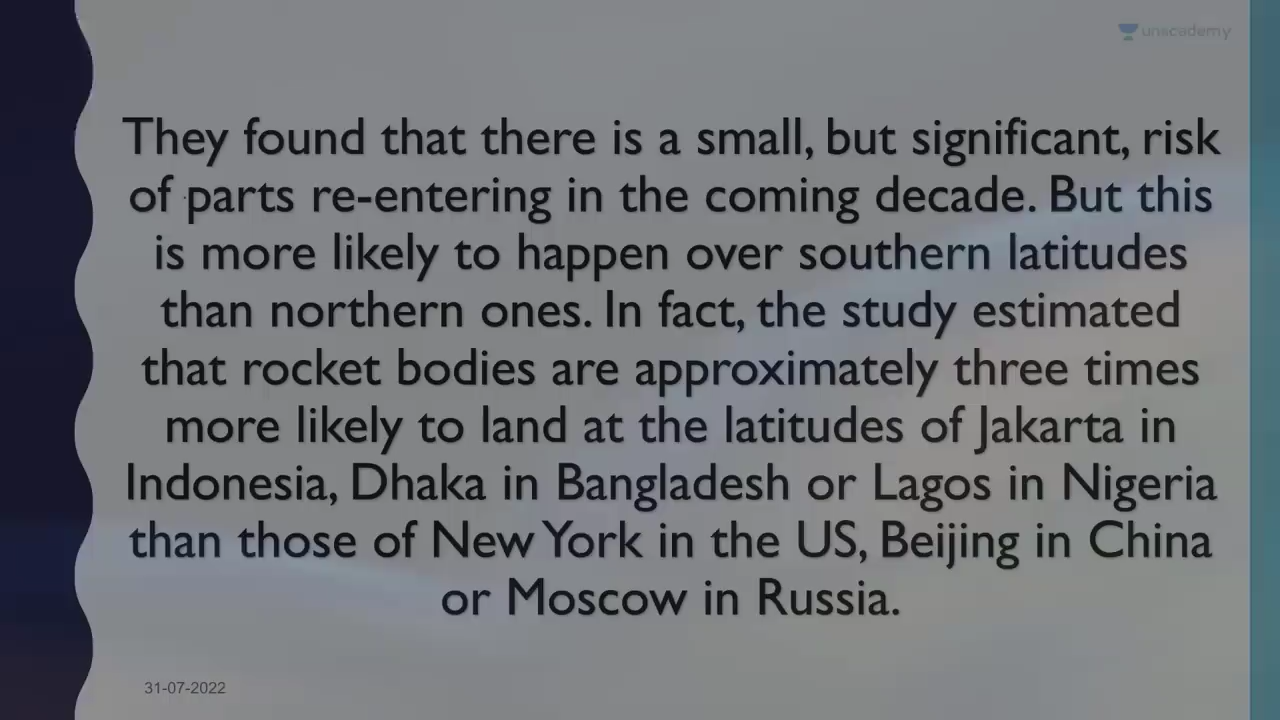 unacademy
They found that there is a small, but significant, risk
of parts re-entering in the coming decade. But this
is more likely to happen over southern latitudes
than northern ones. In fact, the study estimated
that rocket bodies are approximately three times
more likely to land at the latitudes of Jakarta in
Indonesia, Dhaka in Bangladesh or Lagos in Nigeria
than those of New York in the US, Beijing in China
or Moscow in Russia.
31-07-2022